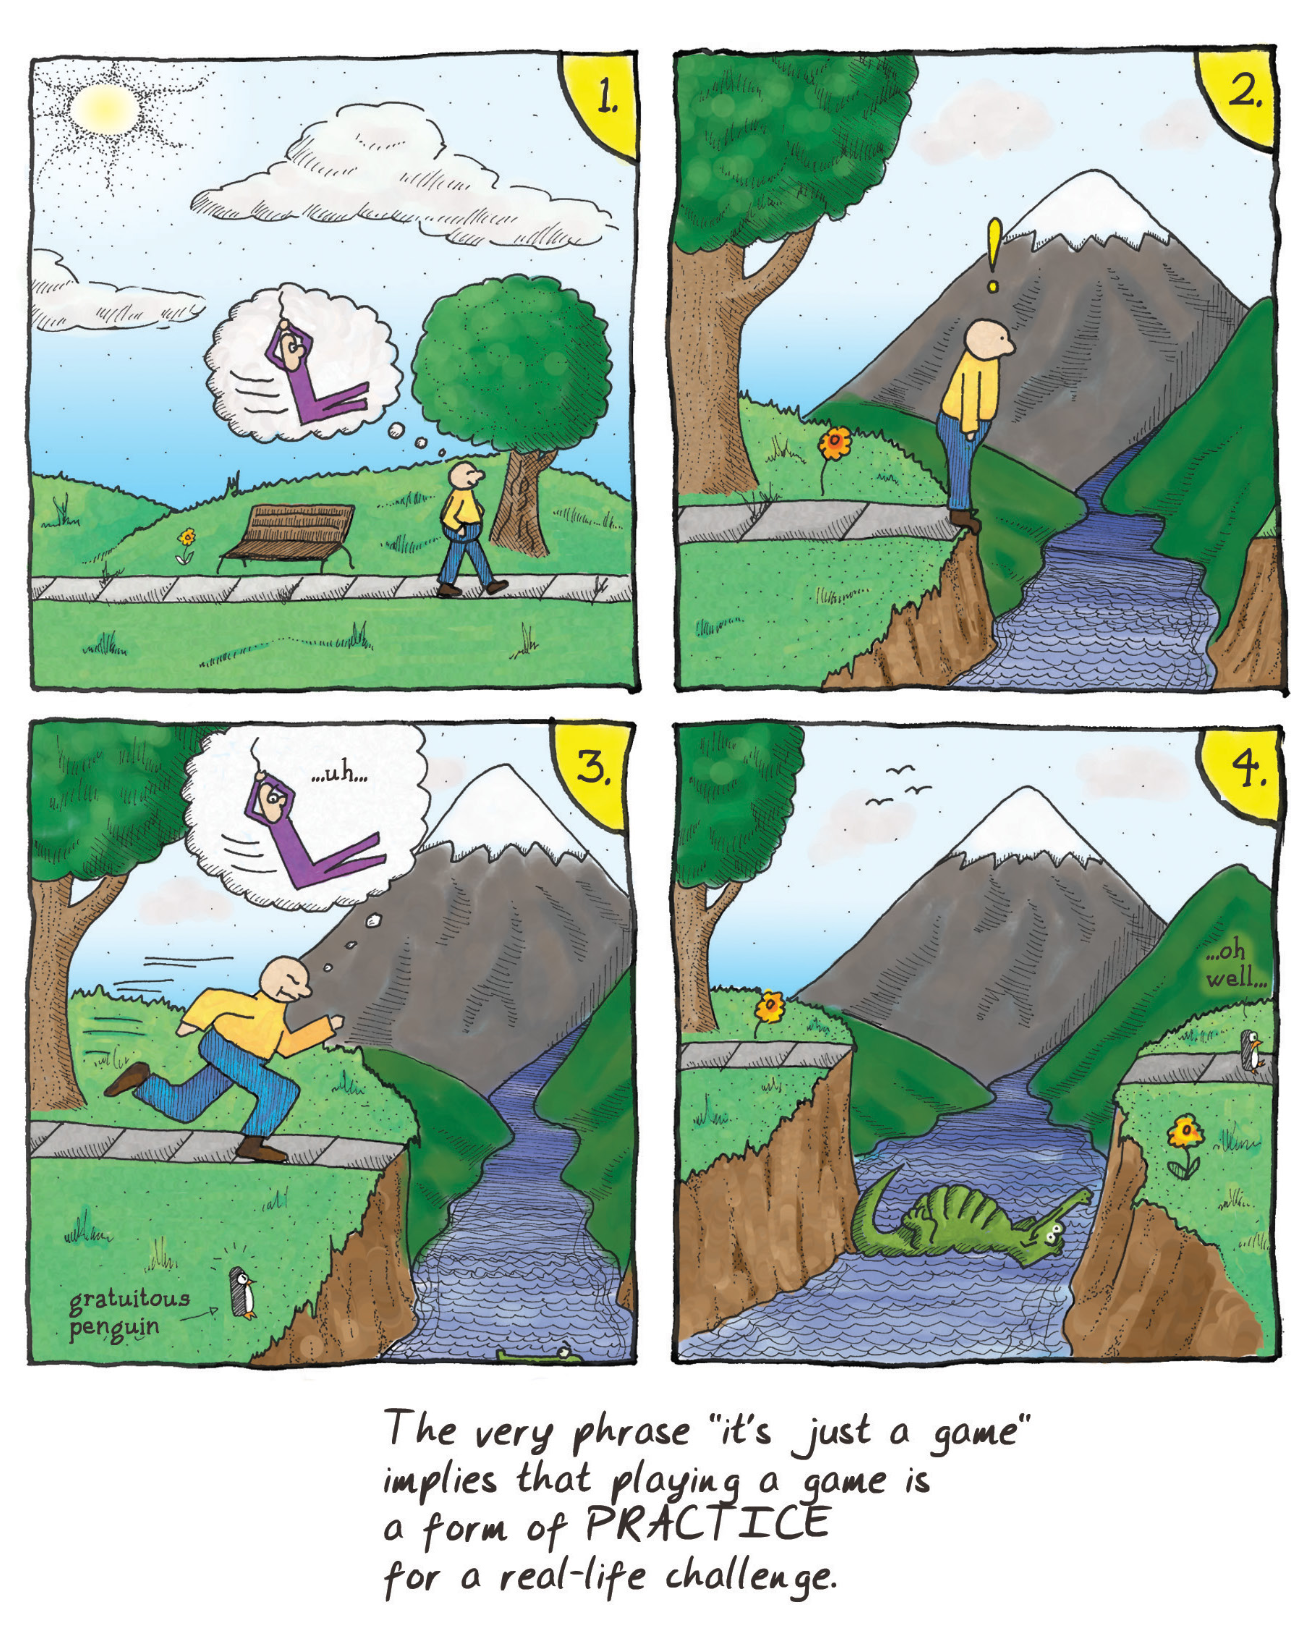 1.
2.
3.
...uh...
gratuitous
penguin
4.
...oh
well...
The very phrase "it's just a game"
implies that playing a game is
a form of PRACTICE
for a real-life challenge.